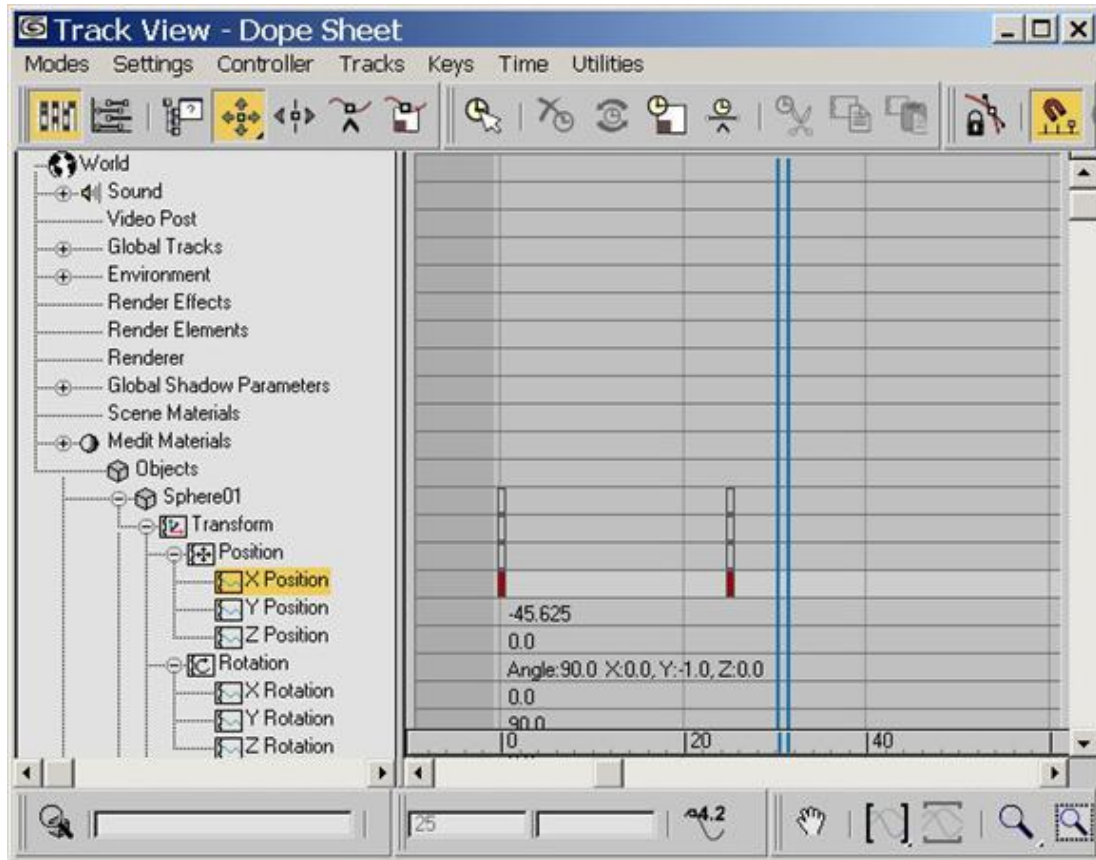 Track View - Dope Sheet
Modes Settings Controller Tracks Keys Time Utilities
World
Sound
Video Post
Global Tracks
Environment
Render Effects
Render Elements
Renderer
Global Shadow Parameters
Scene Materials
Medit Materials
Objects
Sphere01
Transform
Position
X Position
Y Position
-45.625
Z Position
0.0
Rotation
Angle:90.0 X:0.0, Y:-1.0, Z:0.0
X Rotation
0.0
Y Rotation
90.0
Z Rotation
0 20 40
25
4.2